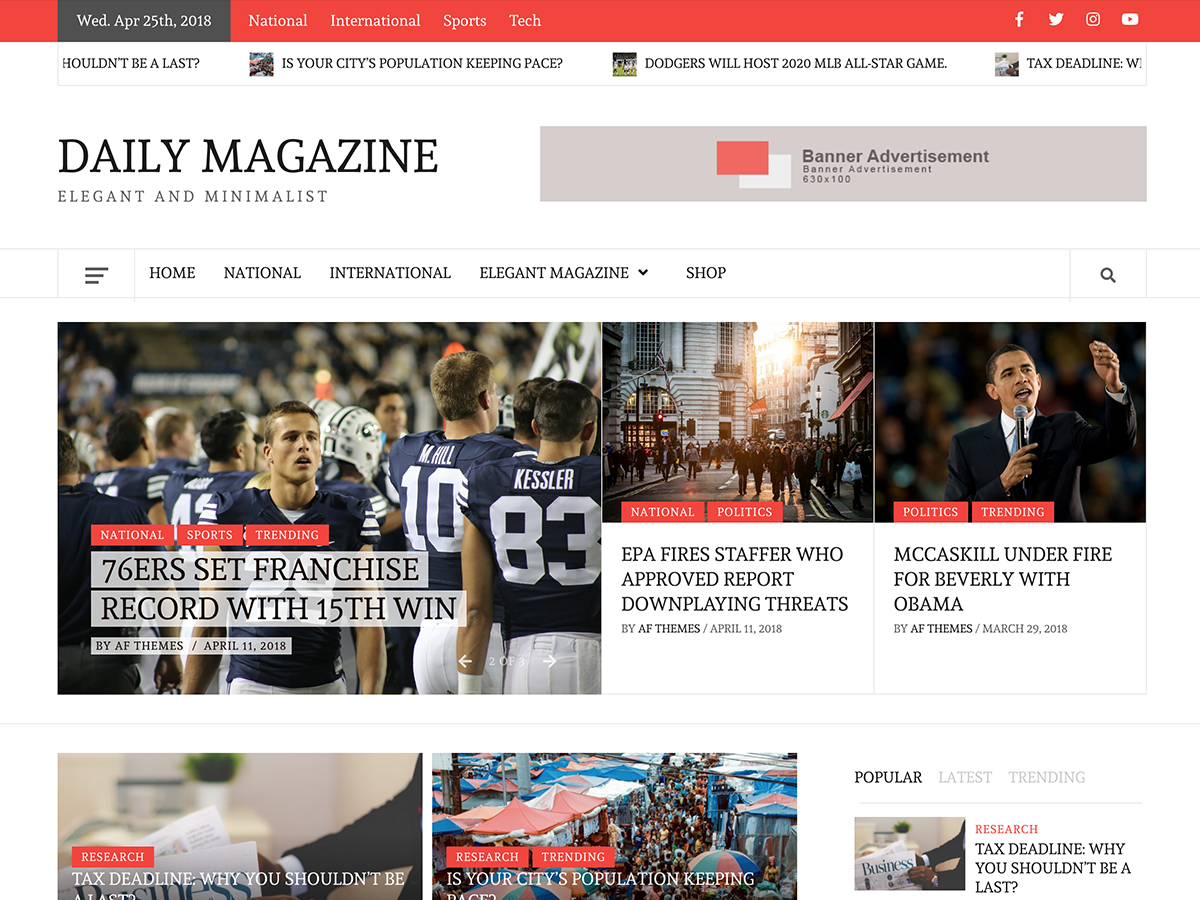 Wed. Apr 25th, 2018 National International Sports Tech
HOULDN'T BE A LAST? IS YOUR CITY'S POPULATION KEEPING PACE? DODGERS WILL HOST 2020 MLB ALL-STAR GAME. TAX DEADLINE: WI
DAILY MAGAZINE
ELEGANT AND MINIMALIST
Banner Advertisement
Banner Advertisement
630x100
HOME NATIONAL INTERNATIONAL ELEGANT MAGAZINE SHOP
M. HILL
10
KESSLER
83
NATIONAL SPORTS TRENDING
76ERS SET FRANCHISE
RECORD WITH 15TH WIN
BY AF THEMES / APRIL 11, 2018
2 OF 3
NATIONAL POLITICS
EPA FIRES STAFFER WHO
APPROVED REPORT
DOWNPLAYING THREATS
BY AF THEMES / APRIL 11, 2018
POLITICS TRENDING
MCCASKILL UNDER FIRE
FOR BEVERLY WITH
OBAMA
BY AF THEMES / MARCH 29, 2018
RESEARCH
TAX DEADLINE: WHY YOU SHOULDN'T BE
A LAST?
RESEARCH TRENDING
IS YOUR CITY'S POPULATION KEEPING
PACE?
POPULAR LATEST TRENDING
Business
RESEARCH
TAX DEADLINE: WHY
YOU SHOULDN'T BE A
LAST?